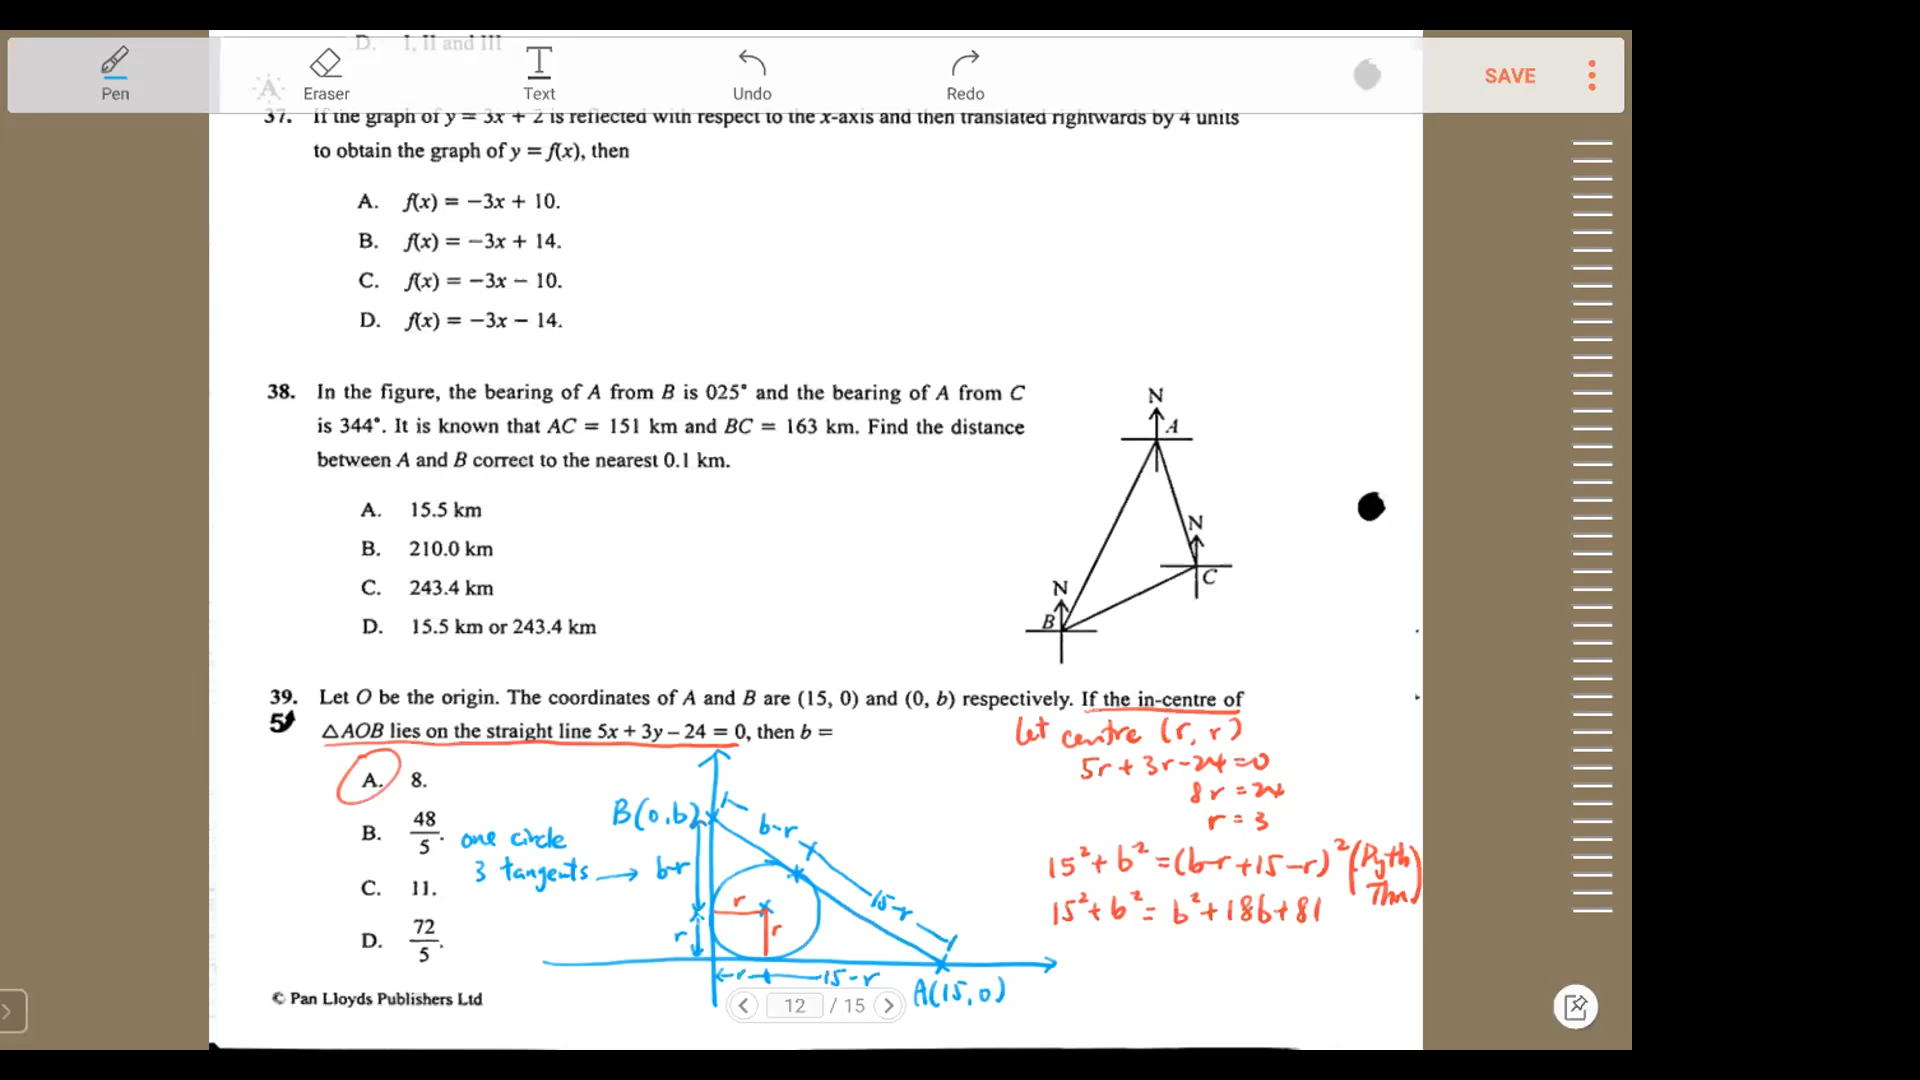 D. I, II and III
Pen
A
Eraser
Text
Undo
Redo
SAVE
37. If the graph of y = 3x + 2 is reflected with respect to the x-axis and then translated rightwards by 4 units
to obtain the graph of y = f(x), then
A. f(x) = −3x + 10.
B. f(x) = −3x + 14.
C. f(x) = −3x − 10.
D. f(x) = −3x − 14.
38. In the figure, the bearing of A from B is 025° and the bearing of A from C
is 344°. It is known that AC = 151 km and BC = 163 km. Find the distance
between A and B correct to the nearest 0.1 km.
A. 15.5 km
B. 210.0 km
C. 243.4 km
D. 15.5 km or 243.4 km
N
A
N
C
N
B
39. Let O be the origin. The coordinates of A and B are (15, 0) and (0, b) respectively. If the in-centre of
△AOB lies on the straight line 5x + 3y − 24 = 0, then b =
A. 8.
B. 48/5.
C. 11.
D. 72/5.
one circle
3 tangents → b-r
B(0,b)
b-r
15-r
r
r
r
r
15-r
A(15,0)
let centre (r, r)
5r + 3r - 24 = 0
8r = 24
r = 3
15² + b² = (b-r+15-r)² (Pyth
Thm)
15² + b² = b² + 18b + 81
© Pan Lloyds Publishers Ltd
12 / 15